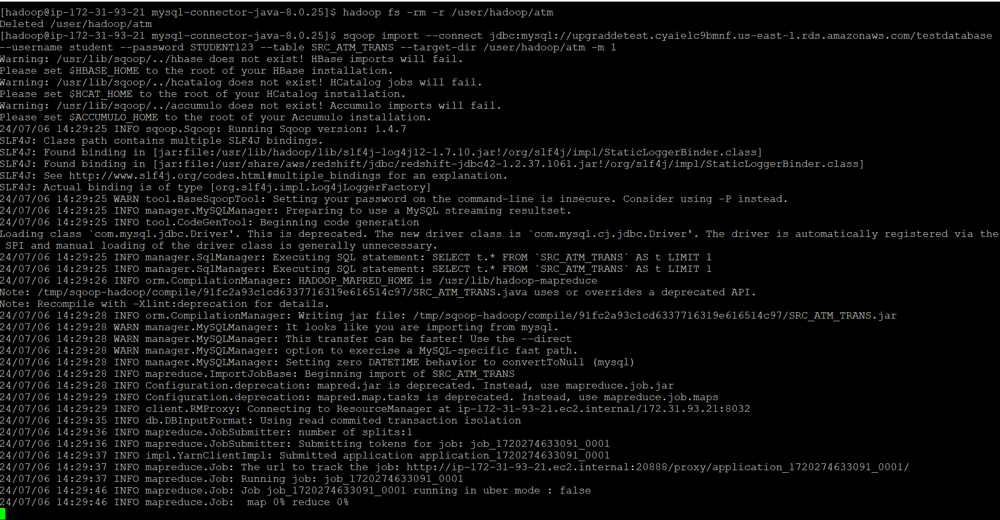 [hadoop@ip-172-31-93-21 mysql-connector-java-8.0.25]$ hadoop fs -rm -r /user/hadoop/atm
Deleted /user/hadoop/atm
[hadoop@ip-172-31-93-21 mysql-connector-java-8.0.25]$ sqoop import --connect jdbc:mysql://upgraddetest.cyaielc9bmnf.us-east-1.rds.amazonaws.com/testdatabase
--username student --password STUDENT123 --table SRC_ATM_TRANS --target-dir /user/hadoop/atm -m 1
Warning: /usr/lib/sqoop/../hbase does not exist! HBase imports will fail.
Please set $HBASE_HOME to the root of your HBase installation.
Warning: /usr/lib/sqoop/../hcatalog does not exist! HCatalog jobs will fail.
Please set $HCAT_HOME to the root of your HCatalog installation.
Warning: /usr/lib/sqoop/../accumulo does not exist! Accumulo imports will fail.
Please set $ACCUMULO_HOME to the root of your Accumulo installation.
24/07/06 14:29:25 INFO sqoop.Sqoop: Running Sqoop version: 1.4.7
SLF4J: Class path contains multiple SLF4J bindings.
SLF4J: Found binding in [jar:file:/usr/lib/hadoop/lib/slf4j-log4j12-1.7.10.jar!/org/slf4j/impl/StaticLoggerBinder.class]
SLF4J: Found binding in [jar:file:/usr/share/aws/redshift/jdbc/redshift-jdbc42-1.2.37.1061.jar!/org/slf4j/impl/StaticLoggerBinder.class]
SLF4J: See http://www.slf4j.org/codes.html#multiple_bindings for an explanation.
SLF4J: Actual binding is of type [org.slf4j.impl.Log4jLoggerFactory]
24/07/06 14:29:25 WARN tool.BaseSqoopTool: Setting your password on the command-line is insecure. Consider using -P instead.
24/07/06 14:29:25 INFO manager.MySQLManager: Preparing to use a MySQL streaming resultset.
24/07/06 14:29:25 INFO tool.CodeGenTool: Beginning code generation
Loading class `com.mysql.jdbc.Driver'. This is deprecated. The new driver class is `com.mysql.cj.jdbc.Driver'. The driver is automatically registered via the
 SPI and manual loading of the driver class is generally unnecessary.
24/07/06 14:29:25 INFO manager.SqlManager: Executing SQL statement: SELECT t.* FROM `SRC_ATM_TRANS` AS t LIMIT 1
24/07/06 14:29:25 INFO manager.SqlManager: Executing SQL statement: SELECT t.* FROM `SRC_ATM_TRANS` AS t LIMIT 1
24/07/06 14:29:26 INFO orm.CompilationManager: HADOOP_MAPRED_HOME is /usr/lib/hadoop-mapreduce
Note: /tmp/sqoop-hadoop/compile/91fc2a93c1cd6337716319e616514c97/SRC_ATM_TRANS.java uses or overrides a deprecated API.
Note: Recompile with -Xlint:deprecation for details.
24/07/06 14:29:28 INFO orm.CompilationManager: Writing jar file: /tmp/sqoop-hadoop/compile/91fc2a93c1cd6337716319e616514c97/SRC_ATM_TRANS.jar
24/07/06 14:29:28 WARN manager.MySQLManager: It looks like you are importing from mysql.
24/07/06 14:29:28 WARN manager.MySQLManager: This transfer can be faster! Use the --direct
24/07/06 14:29:28 WARN manager.MySQLManager: option to exercise a MySQL-specific fast path.
24/07/06 14:29:28 INFO manager.MySQLManager: Setting zero DATETIME behavior to convertToNull (mysql)
24/07/06 14:29:28 INFO mapreduce.ImportJobBase: Beginning import of SRC_ATM_TRANS
24/07/06 14:29:28 INFO Configuration.deprecation: mapred.jar is deprecated. Instead, use mapreduce.job.jar
24/07/06 14:29:29 INFO Configuration.deprecation: mapred.map.tasks is deprecated. Instead, use mapreduce.job.maps
24/07/06 14:29:29 INFO client.RMProxy: Connecting to ResourceManager at ip-172-31-93-21.ec2.internal/172.31.93.21:8032
24/07/06 14:29:35 INFO db.DBInputFormat: Using read commited transaction isolation
24/07/06 14:29:36 INFO mapreduce.JobSubmitter: number of splits:1
24/07/06 14:29:36 INFO mapreduce.JobSubmitter: Submitting tokens for job: job_1720274633091_0001
24/07/06 14:29:37 INFO impl.YarnClientImpl: Submitted application application_1720274633091_0001
24/07/06 14:29:37 INFO mapreduce.Job: The url to track the job: http://ip-172-31-93-21.ec2.internal:20888/proxy/application_1720274633091_0001/
24/07/06 14:29:37 INFO mapreduce.Job: Running job: job_1720274633091_0001
24/07/06 14:29:46 INFO mapreduce.Job: Job job_1720274633091_0001 running in uber mode : false
24/07/06 14:29:46 INFO mapreduce.Job:  map 0% reduce 0%